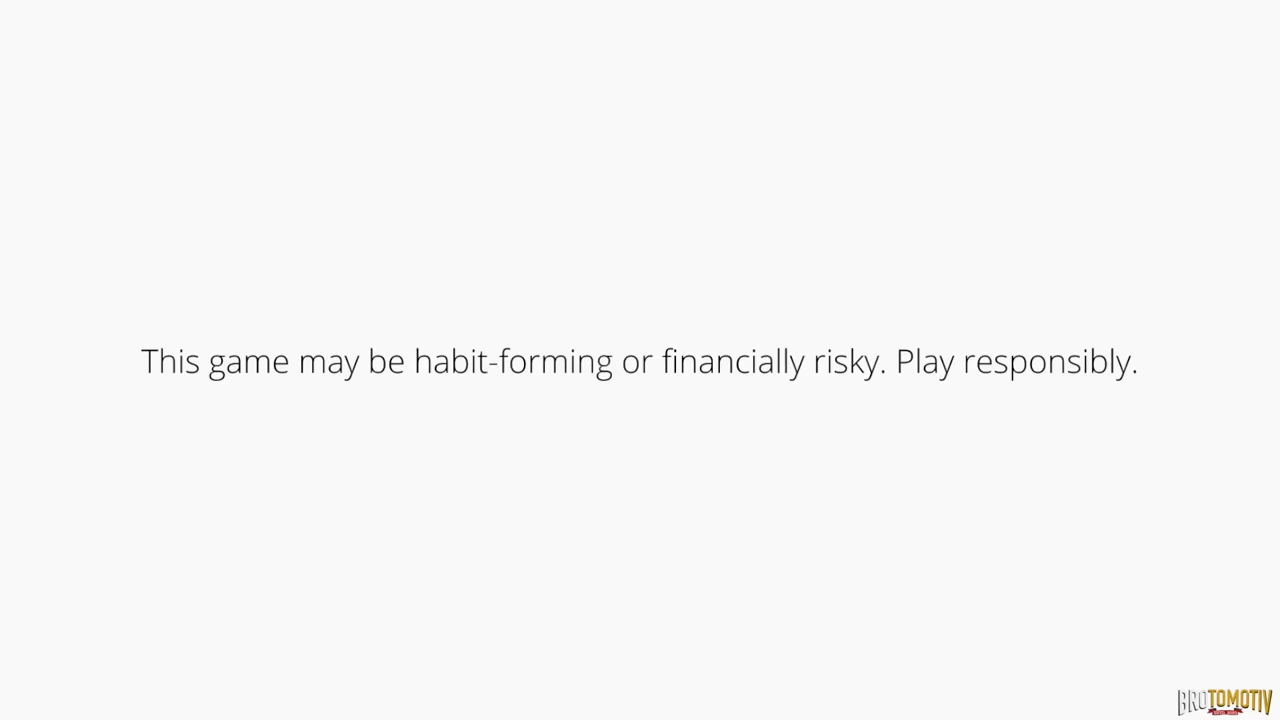 This game may be habit-forming or financially risky. Play responsibly.
BROTOMOTIV